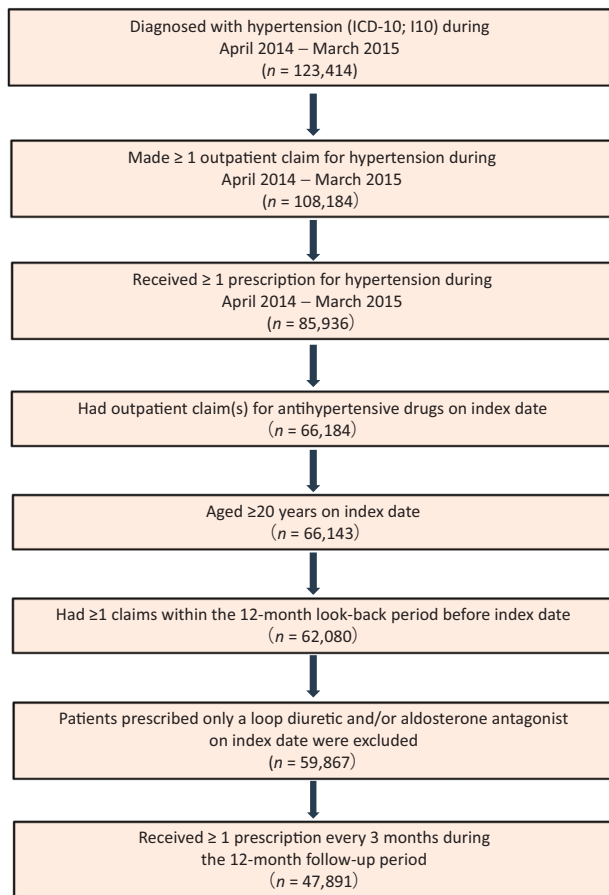 Diagnosed with hypertension (ICD-10; I10) during
April 2014 – March 2015
(n = 123,414)
Made ≥ 1 outpatient claim for hypertension during
April 2014 – March 2015
(n = 108,184)
Received ≥ 1 prescription for hypertension during
April 2014 – March 2015
(n = 85,936)
Had outpatient claim(s) for antihypertensive drugs on index date
(n = 66,184)
Aged ≥20 years on index date
(n = 66,143)
Had ≥1 claims within the 12-month look-back period before index date
(n = 62,080)
Patients prescribed only a loop diuretic and/or aldosterone antagonist
on index date were excluded
(n = 59,867)
Received ≥ 1 prescription every 3 months during
the 12-month follow-up period
(n = 47,891)